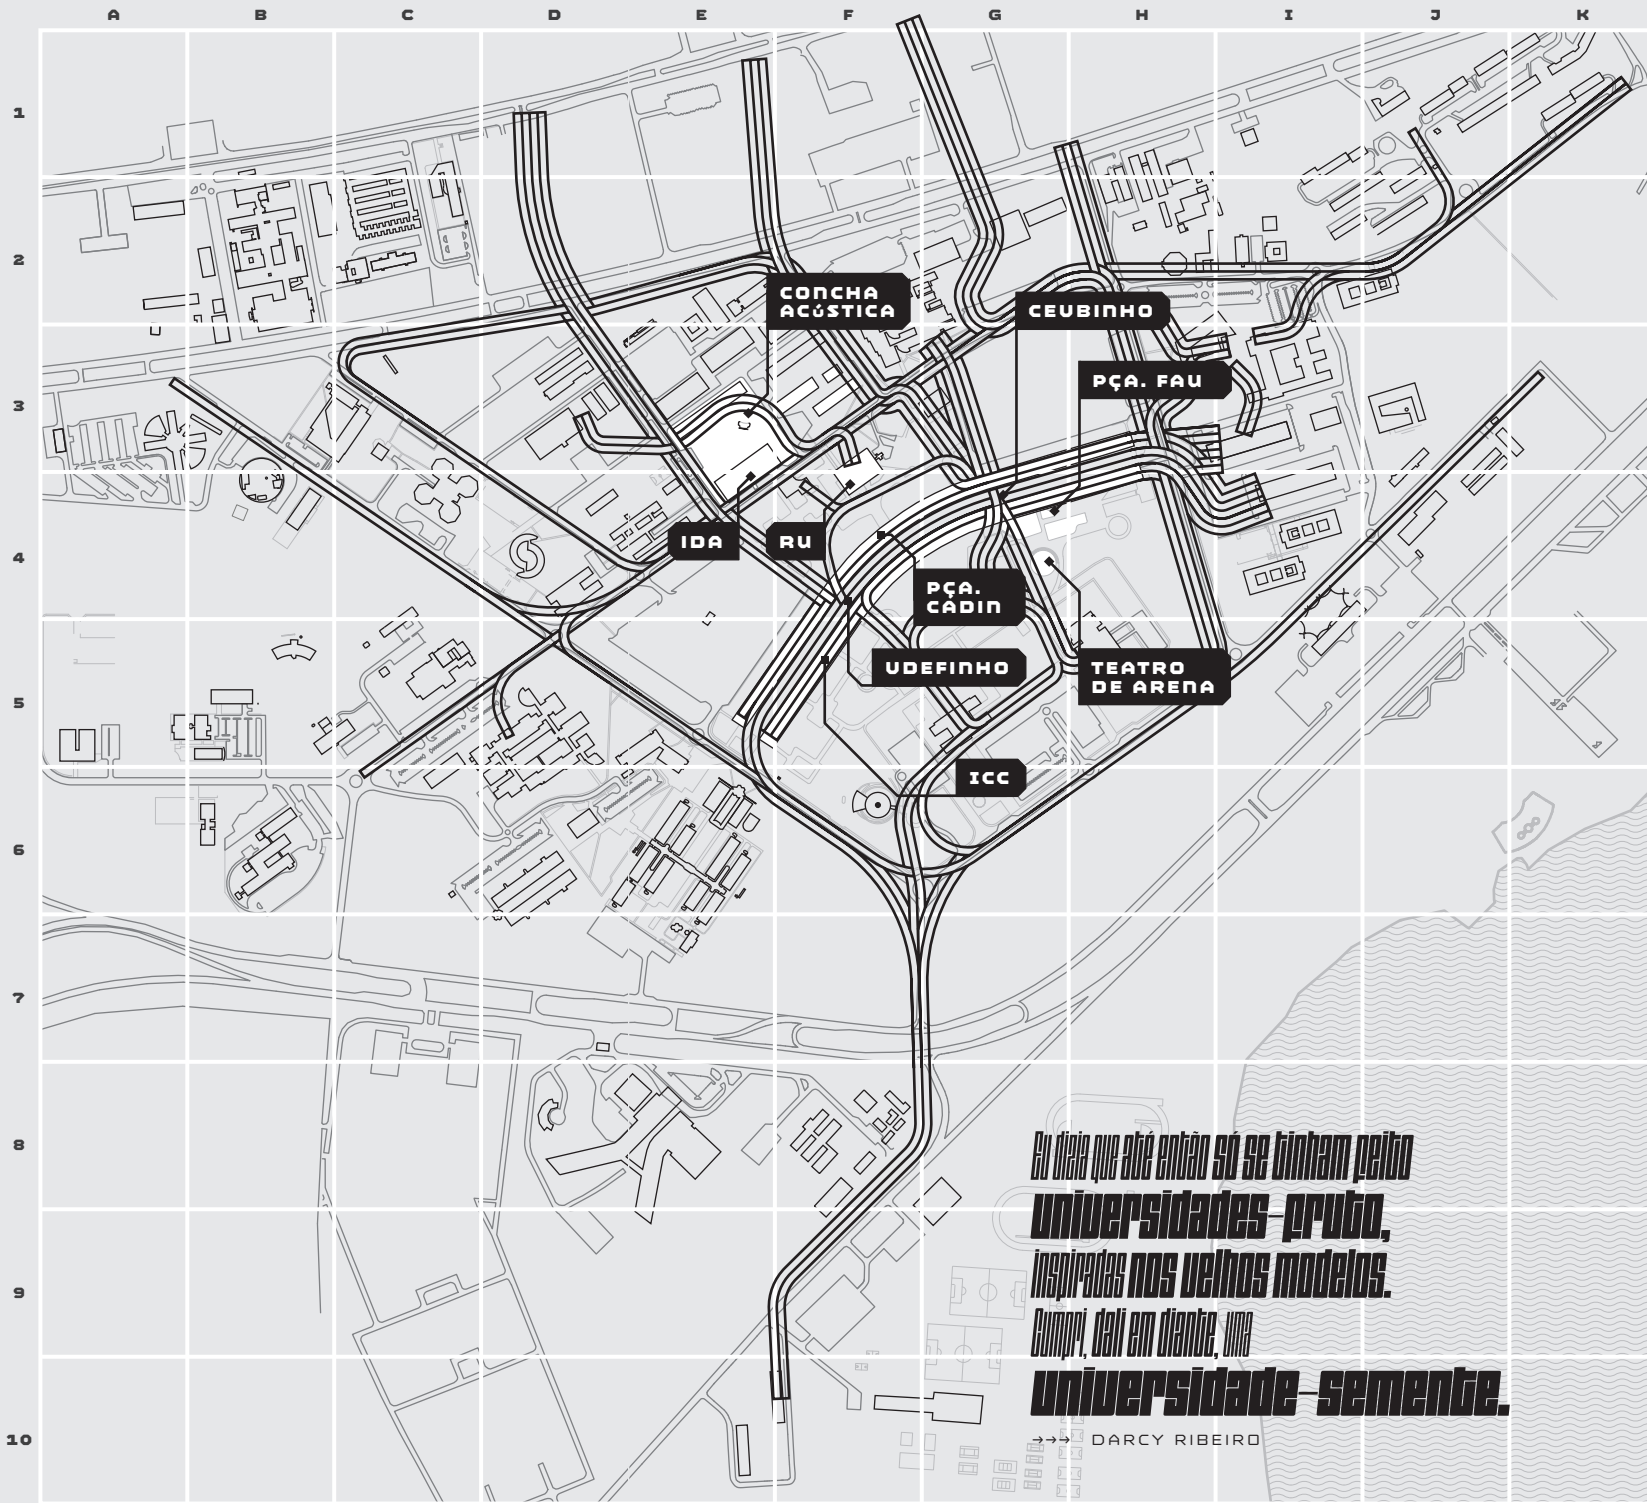 A B C D E F G H I J K
1
2
CONCHA
ACÚSTICA
CEUBINHO
3
PÇA. FAU
IDA
RU
4
PÇA.
CADIN
UDEFINHO
TEATRO
DE ARENA
5
ICC
6
7
8
Eu dizia que até então só se tinham feito
universidades-fruto,
9
inspiradas nos velhos modelos.
Cumpri, dali em diante, uma
universidade-semente.
10
→→→ DARCY RIBEIRO